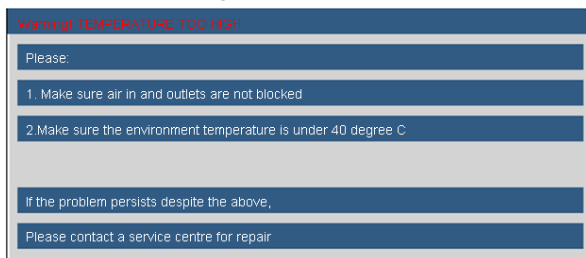 Warning! TEMPERATURE TOO HIGH
Please:
1. Make sure air in and outlets are not blocked
2.Make sure the environment temperature is under 40 degree C
If the problem persists despite the above,
Please contact a service centre for repair